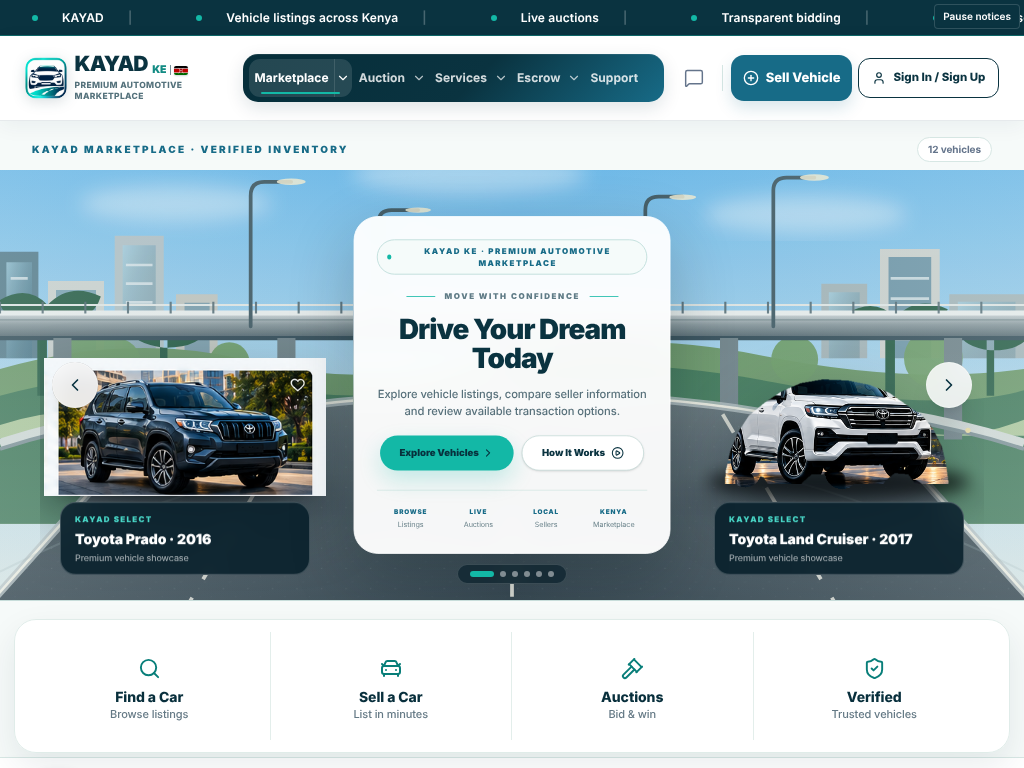 KAYAD
Vehicle listings across Kenya
Live auctions
Transparent bidding
Pause notices
KAYAD KE
PREMIUM AUTOMOTIVE
MARKETPLACE
Marketplace
Auction
Services
Escrow
Support
Sell Vehicle
Sign In / Sign Up
KAYAD MARKETPLACE · VERIFIED INVENTORY
12 vehicles
KAYAD KE · PREMIUM AUTOMOTIVE
MARKETPLACE
MOVE WITH CONFIDENCE
Drive Your Dream
Today
Explore vehicle listings, compare seller information
and review available transaction options.
Explore Vehicles
How It Works
BROWSE
Listings
LIVE
Auctions
LOCAL
Sellers
KENYA
Marketplace
KAYAD SELECT
Toyota Prado · 2016
Premium vehicle showcase
KAYAD SELECT
Toyota Land Cruiser · 2017
Premium vehicle showcase
Find a Car
Browse listings
Sell a Car
List in minutes
Auctions
Bid & win
Verified
Trusted vehicles